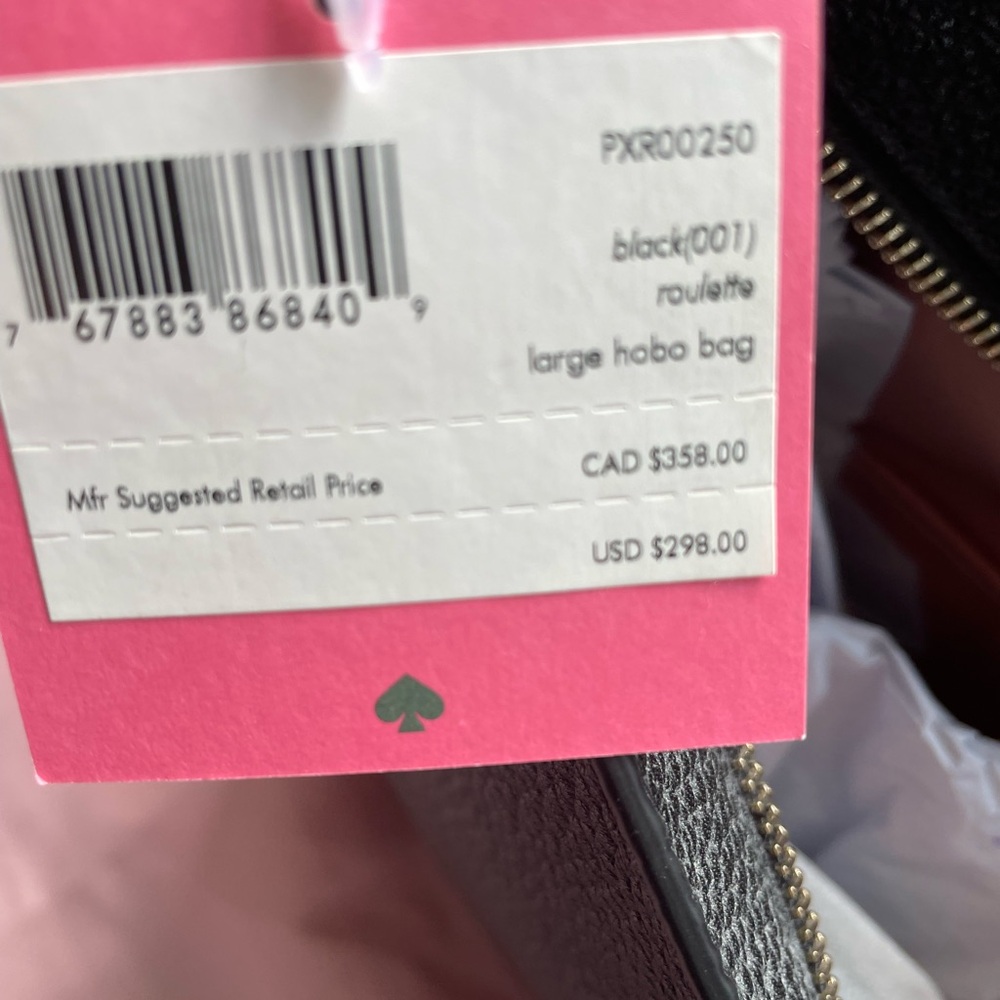 PXR00250
black(001)
roulette
large hobo bag
7 67883 86840 9
CAD $358.00
Mfr Suggested Retail Price
USD $298.00